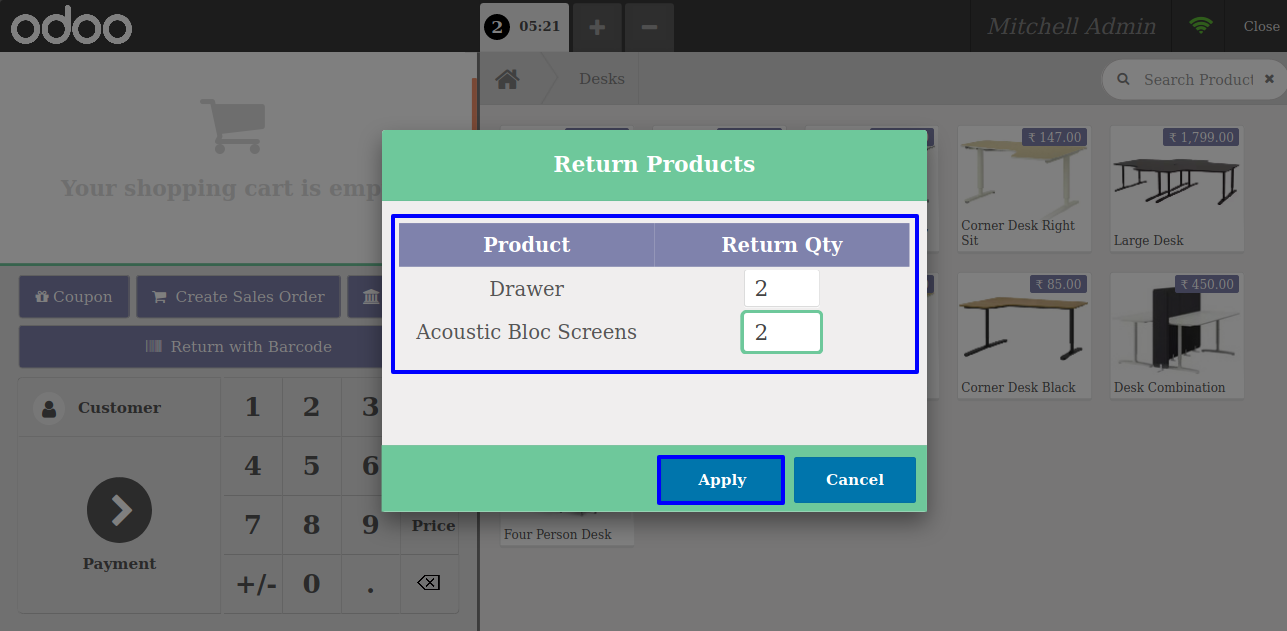 odoo
2 05:21
Mitchell Admin
Close
Desks
Search Product
Your shopping cart is emp
₹ 147.00
Corner Desk Right
Sit
₹ 1,799.00
Large Desk
₹ 85.00
Corner Desk Black
₹ 450.00
Desk Combination
Four Person Desk
Return Products
Product Return Qty
Drawer 2
Acoustic Bloc Screens 2
Apply Cancel
Coupon Create Sales Order
Return with Barcode
Customer
1 2 3
4 5 6
7 8 9 Price
Payment
+/- 0 .